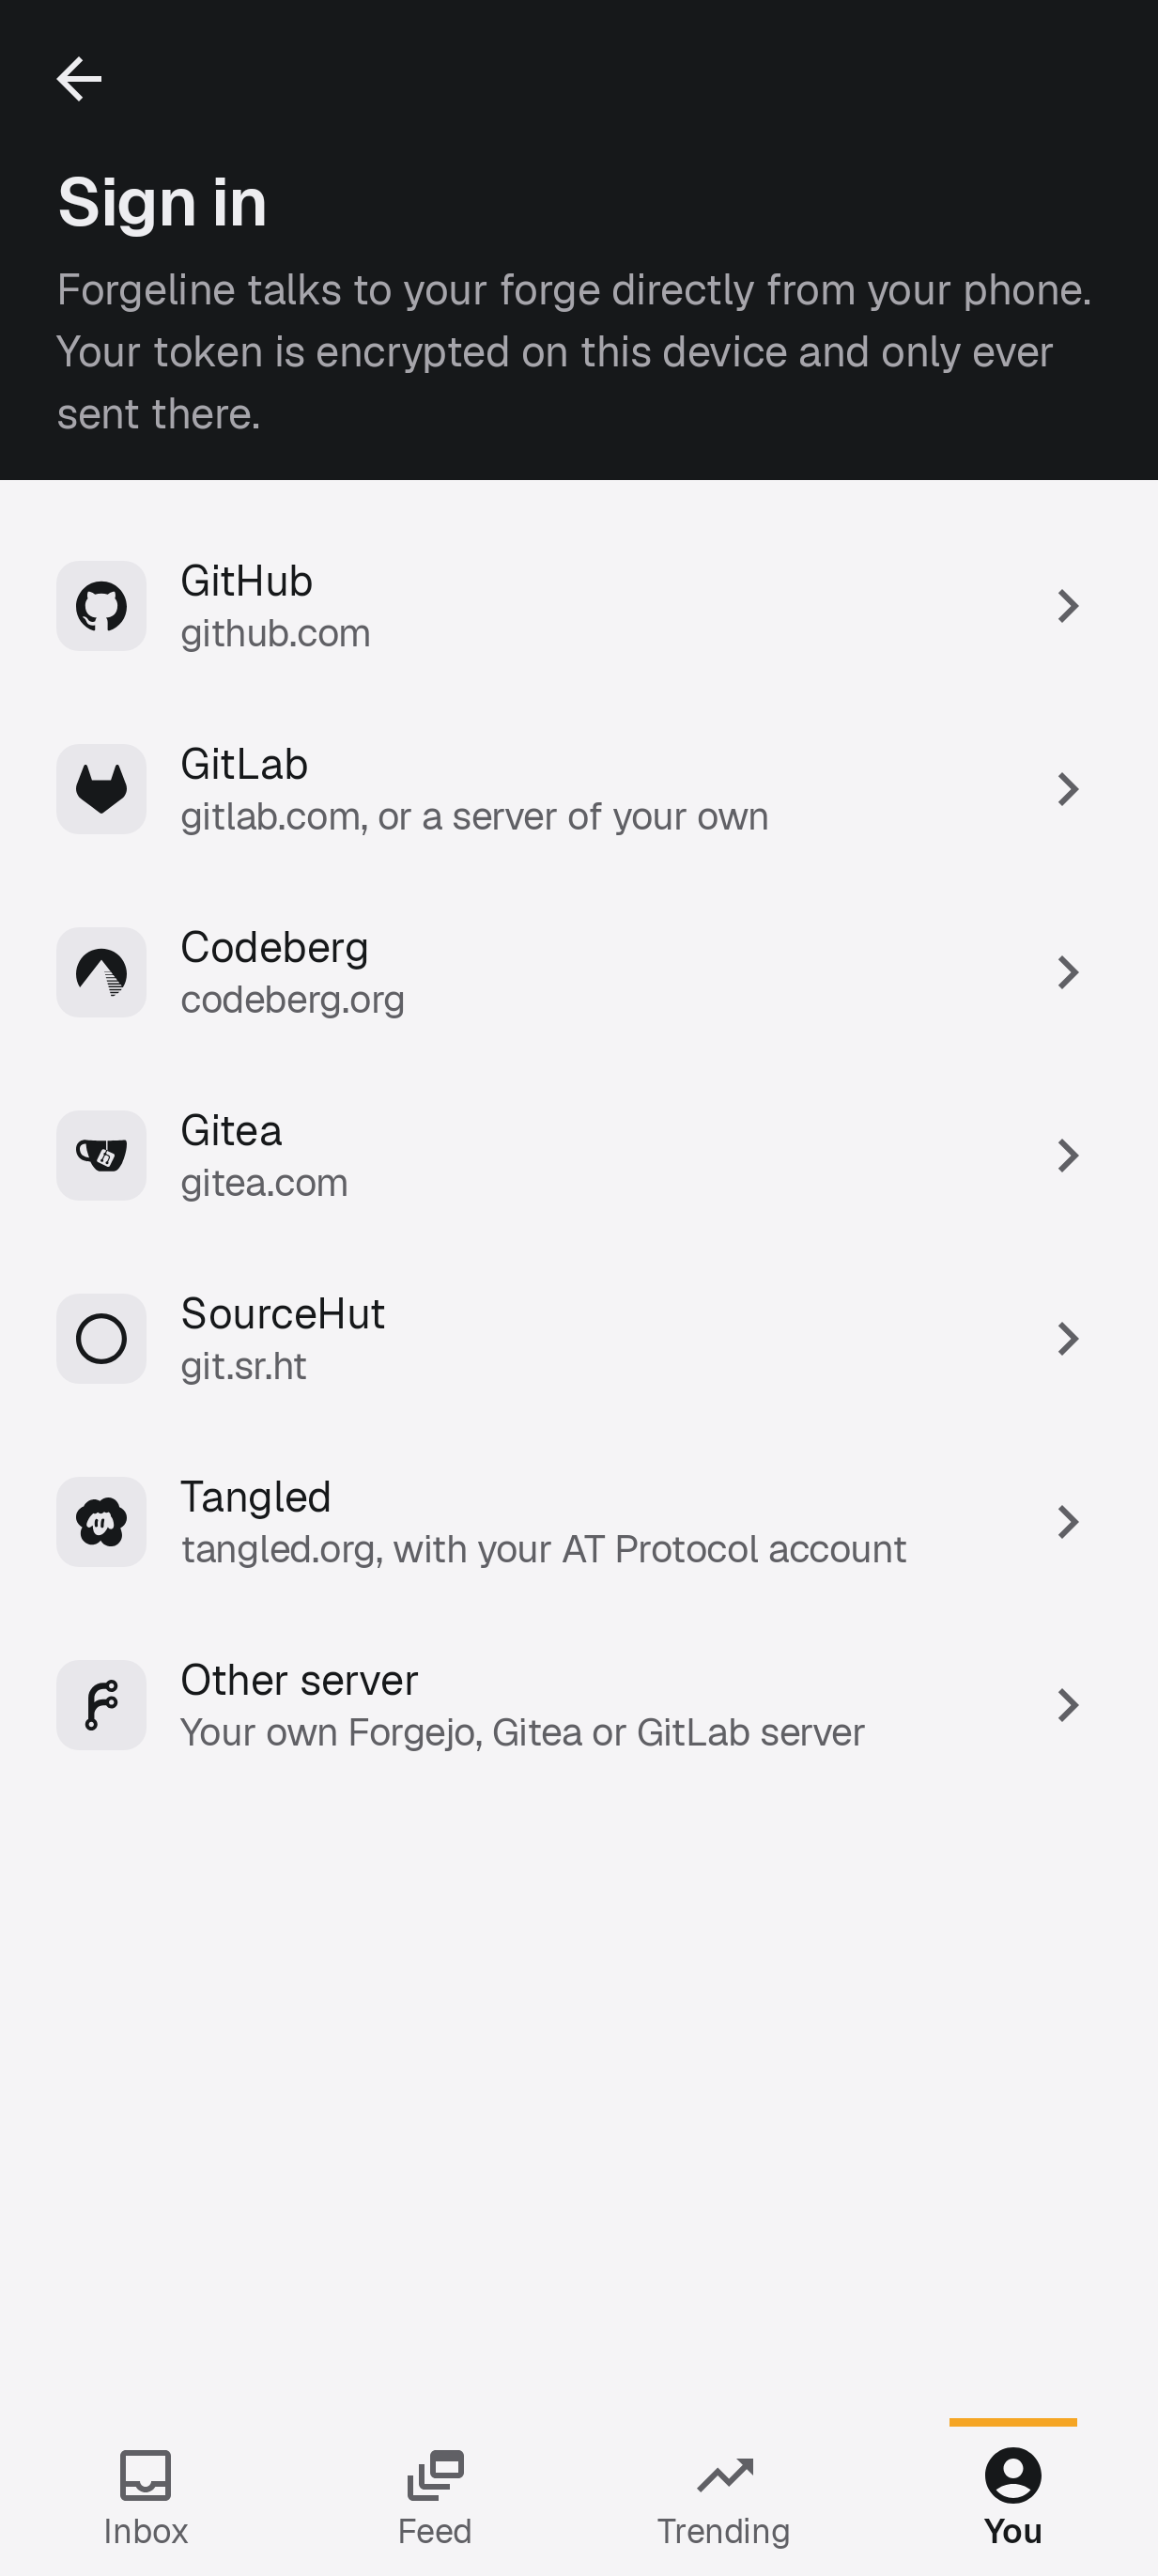 Sign in
Forgeline talks to your forge directly from your phone.
Your token is encrypted on this device and only ever
sent there.
GitHub
github.com
GitLab
gitlab.com, or a server of your own
Codeberg
codeberg.org
Gitea
gitea.com
SourceHut
git.sr.ht
Tangled
tangled.org, with your AT Protocol account
Other server
Your own Forgejo, Gitea or GitLab server
Inbox
Feed
Trending
You